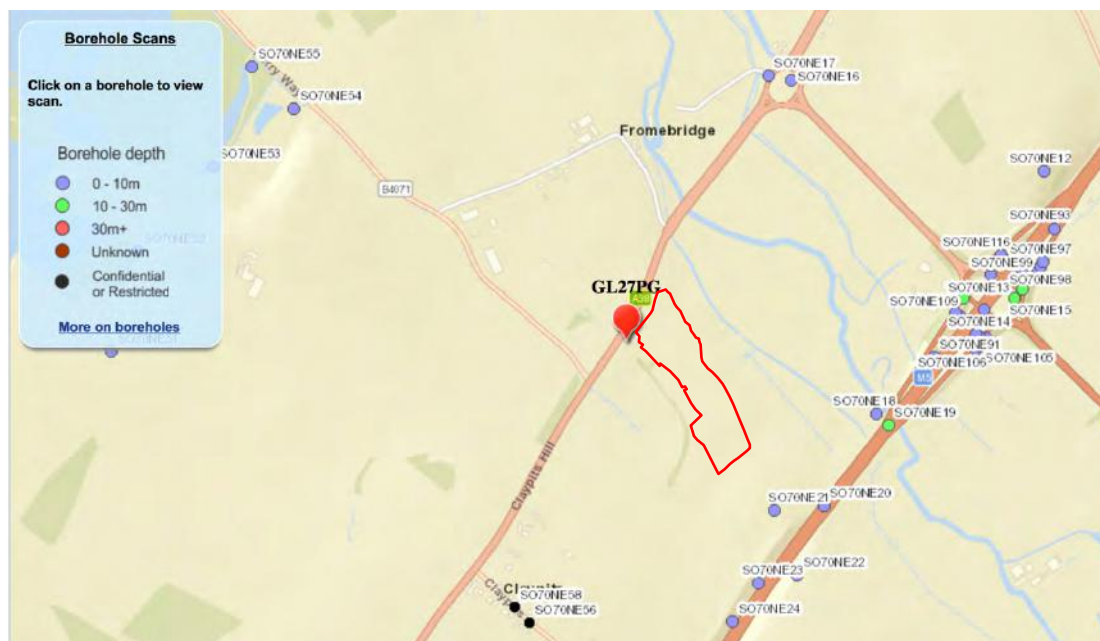 Borehole Scans
Click on a borehole to view
scan.
Borehole depth
0 - 10m
10 - 30m
30m+
Unknown
Confidential
or Restricted
More on boreholes
SO70NE55
SO70NE54
SO70NE53
B4071
Fromebridge
SO70NE17
SO70NE16
SO70NE12
SO70NE93
SO70NE116
SO70NE97
SO70NE99
SO70NE98
SO70NE13
SO70NE109
SO70NE15
SO70NE14
SO70NE91
SO70NE105
SO70NE106
M5
GL27PG
A38
SO70NE18
SO70NE19
Claypits Hill
SO70NE21
SO70NE20
SO70NE23
SO70NE22
SO70NE24
SO70NE58
SO70NE56